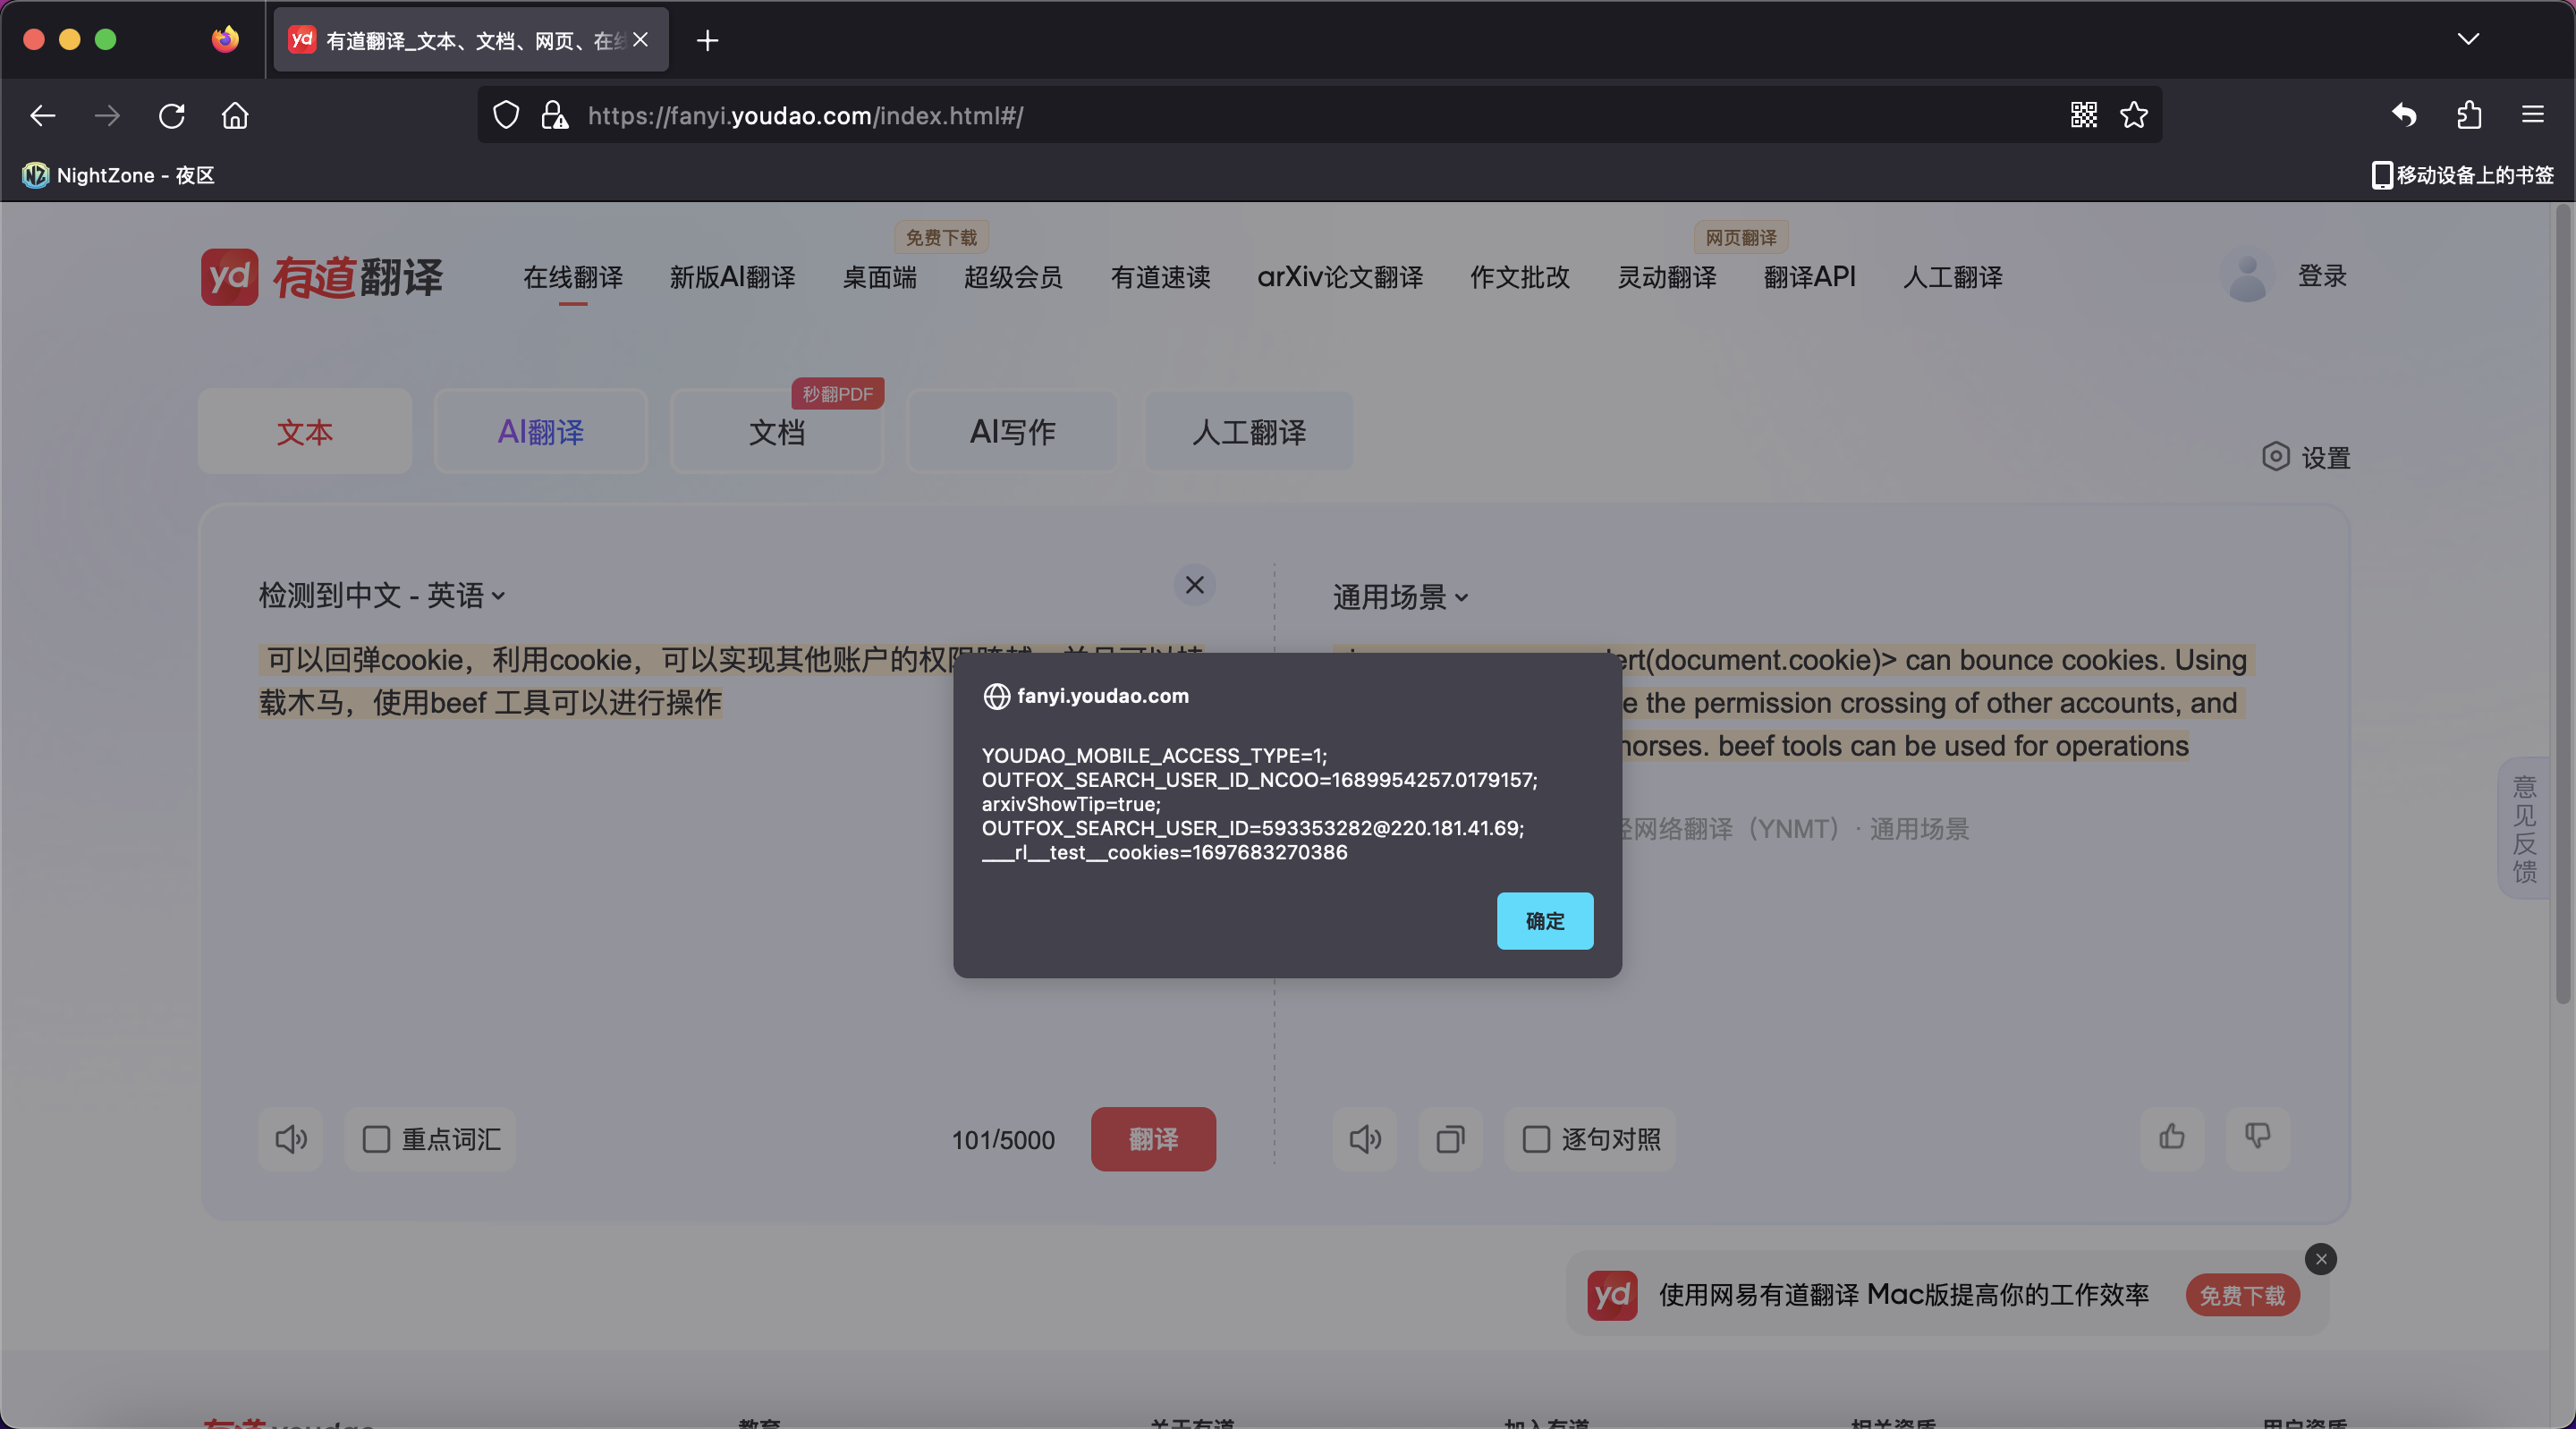 yd 有道翻译_文本、文档、网页、在线
https://fanyi.youdao.com/index.html#/
NightZone - 夜区
移动设备上的书签
免费下载
网页翻译
yd 有道翻译
在线翻译 新版AI翻译 桌面端 超级会员 有道速读 arXiv论文翻译 作文批改 灵动翻译 翻译API 人工翻译
登录
秒翻PDF
文本 AI翻译 文档 AI写作 人工翻译
设置
检测到中文 - 英语
可以回弹cookie，利用cookie，可以实现其他账户的权限
载木马，使用beef 工具可以进行操作
通用场景
(document.cookie)> can bounce cookies. Using
the permission crossing of other accounts, and
horses. beef tools can be used for operations
网络翻译（YNMT）· 通用场景
fanyi.youdao.com
YOUDAO_MOBILE_ACCESS_TYPE=1;
OUTFOX_SEARCH_USER_ID_NCOO=1689954257.0179157;
arxivShowTip=true;
OUTFOX_SEARCH_USER_ID=593353282@220.181.41.69;
___rl__test__cookies=1697683270386
确定
意见反馈
重点词汇
101/5000
翻译
逐句对照
yd 使用网易有道翻译 Mac版提高你的工作效率
免费下载
有道 youdao 教育 关于有道 加入有道 相关资质